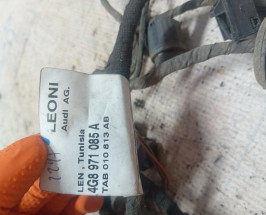 LEONI
Audi AG.
LEN, Tunisia
4G8 971 085 A
TAB 010 813 AB